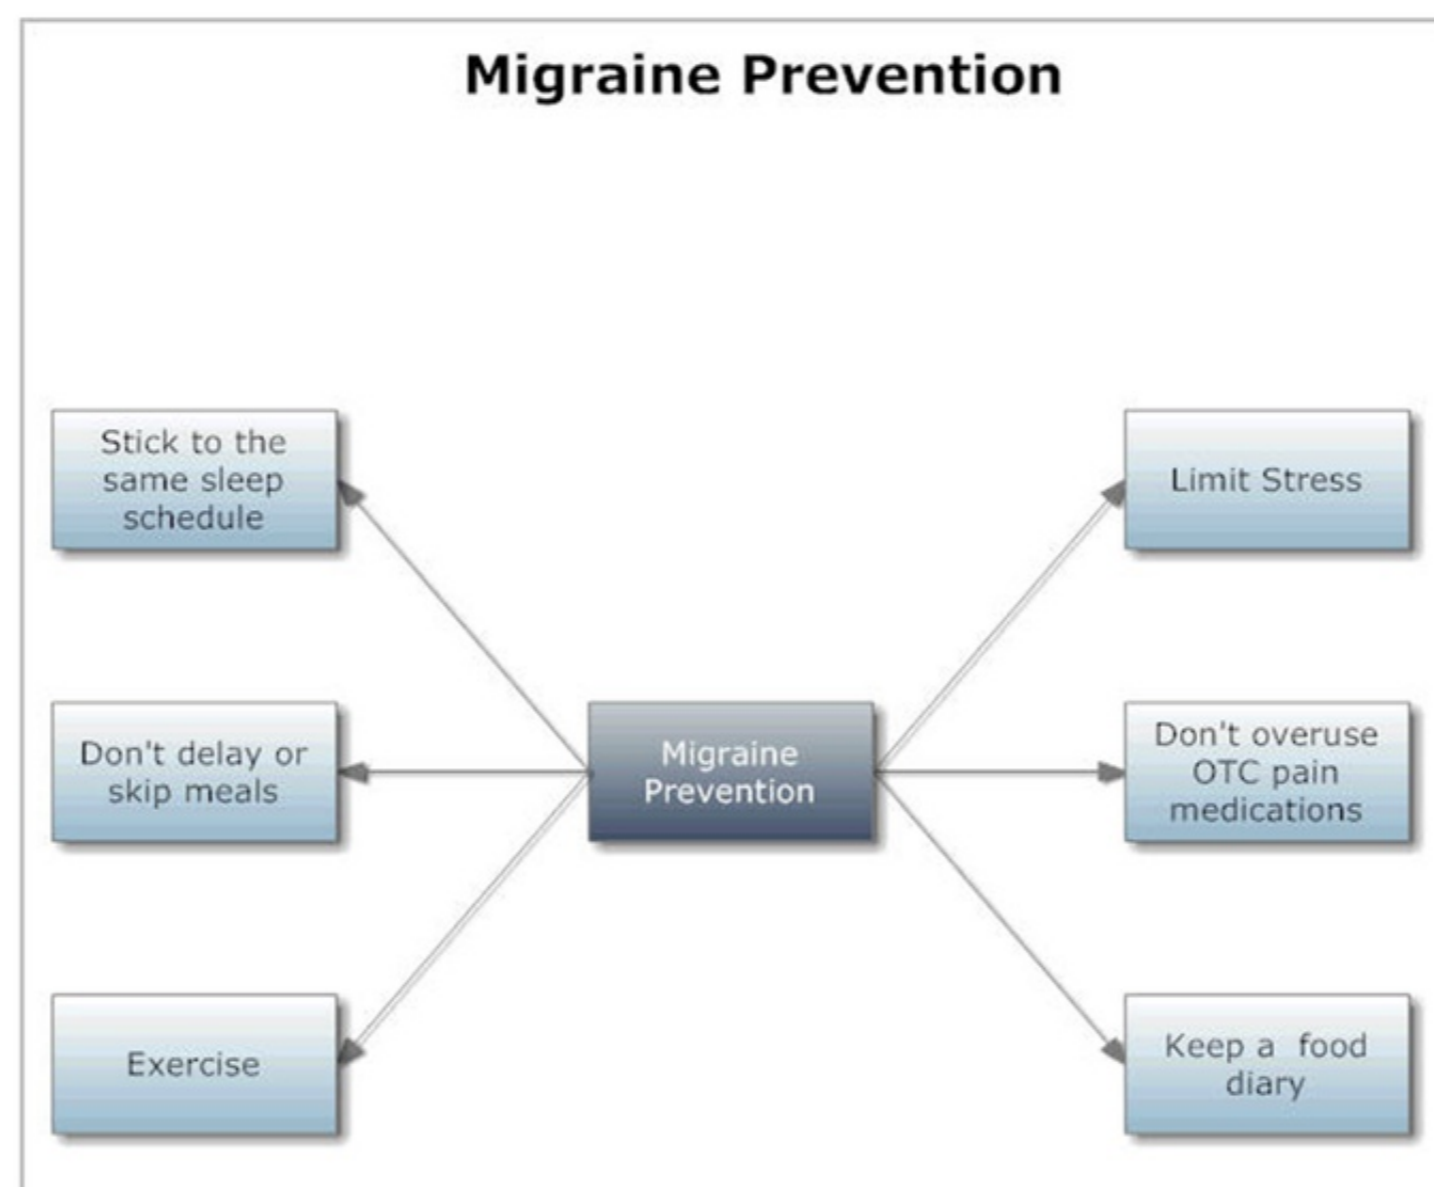 Migraine Prevention
Stick to the
same sleep
schedule
Limit Stress
Don't delay or
skip meals
Migraine
Prevention
Don't overuse
OTC pain
medications
Exercise
Keep a  food
diary